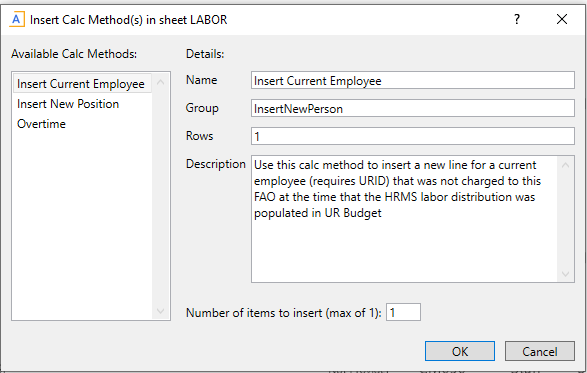 Insert Calc Method(s) in sheet LABOR
Available Calc Methods:
Insert Current Employee
Insert New Position
Overtime
Details:
Name
Insert Current Employee
Group
InsertNewPerson
Rows
1
Description
Use this calc method to insert a new line for a current
employee (requires URID) that was not charged to this
FAO at the time that the HRMS labor distribution was
populated in UR Budget
Number of items to insert (max of 1): 1
OK
Cancel